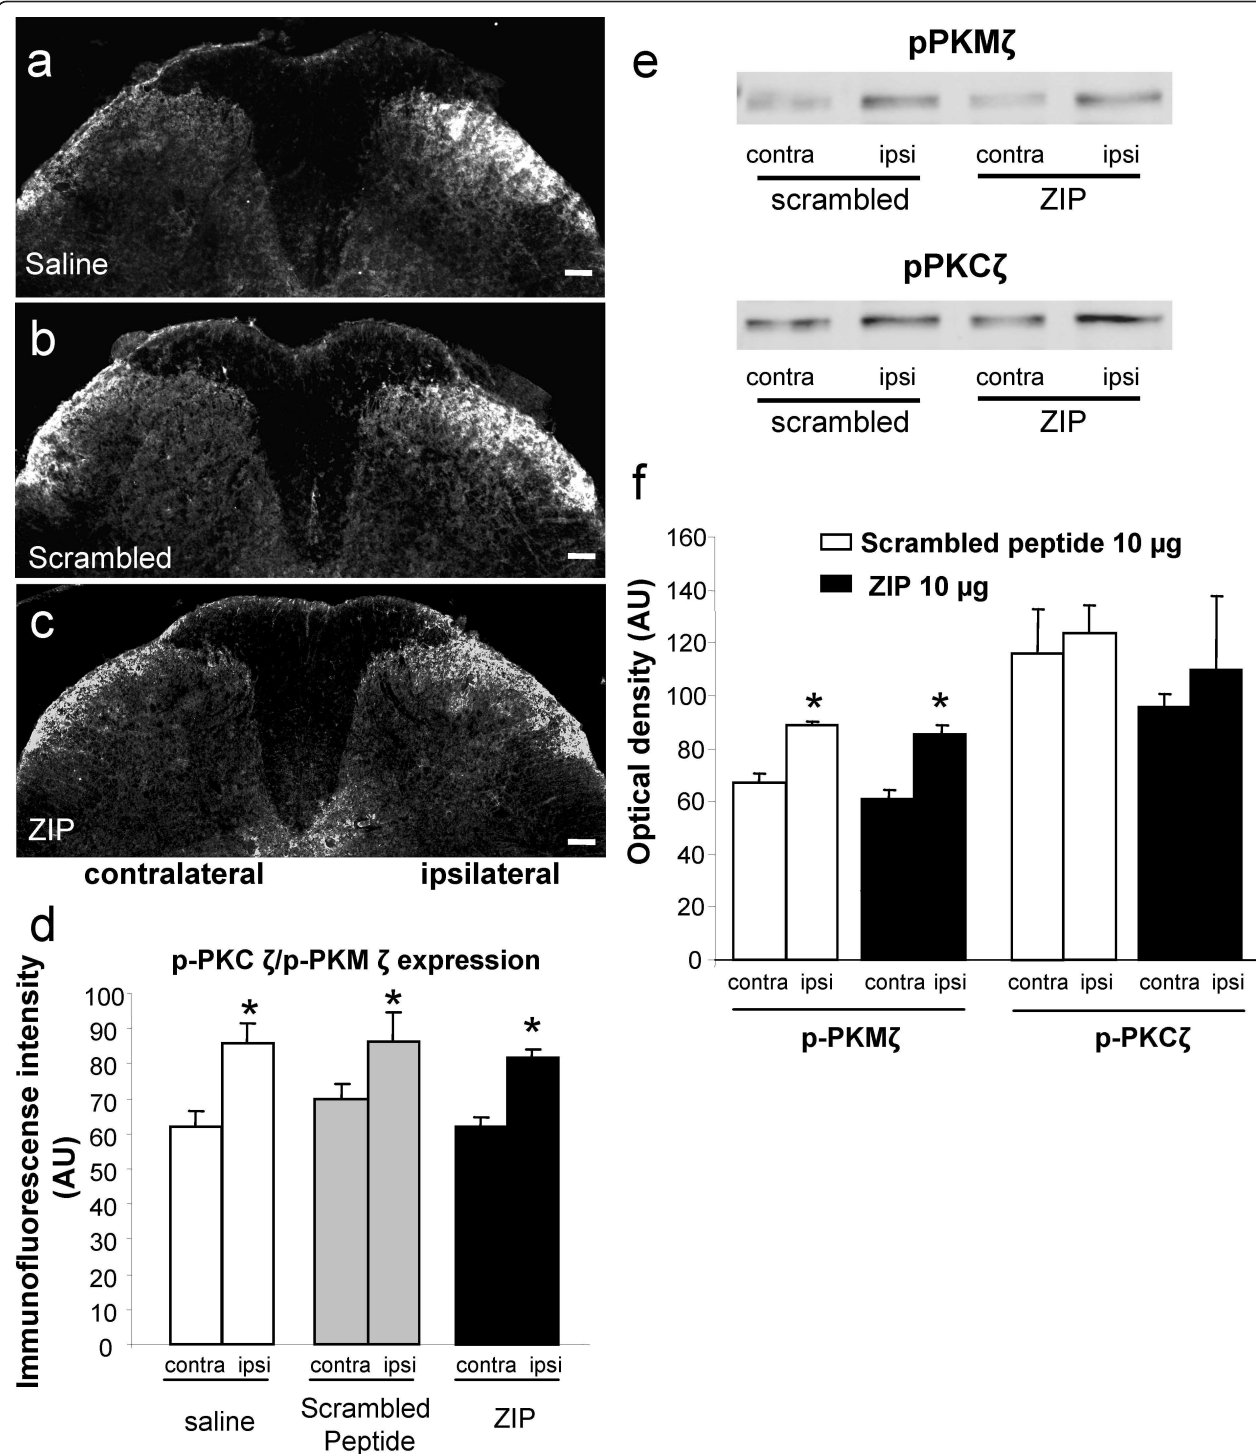 a
Saline
b
Scrambled
c
ZIP
contralateral ipsilateral
d
p-PKC ζ/p-PKM ζ expression
Immunofluorescense intensity
(AU)
100
90
80
70
60
50
40
30
20
10
0
* * *
contra ipsi contra ipsi contra ipsi
saline
Scrambled
Peptide
ZIP
e
pPKMζ
contra ipsi contra ipsi
scrambled ZIP
pPKCζ
contra ipsi contra ipsi
scrambled ZIP
f
Scrambled peptide 10 µg
ZIP 10 µg
Optical density (AU)
160
140
120
100
80
60
40
20
0
* *
contra ipsi contra ipsi contra ipsi contra ipsi
p-PKMζ p-PKCζ